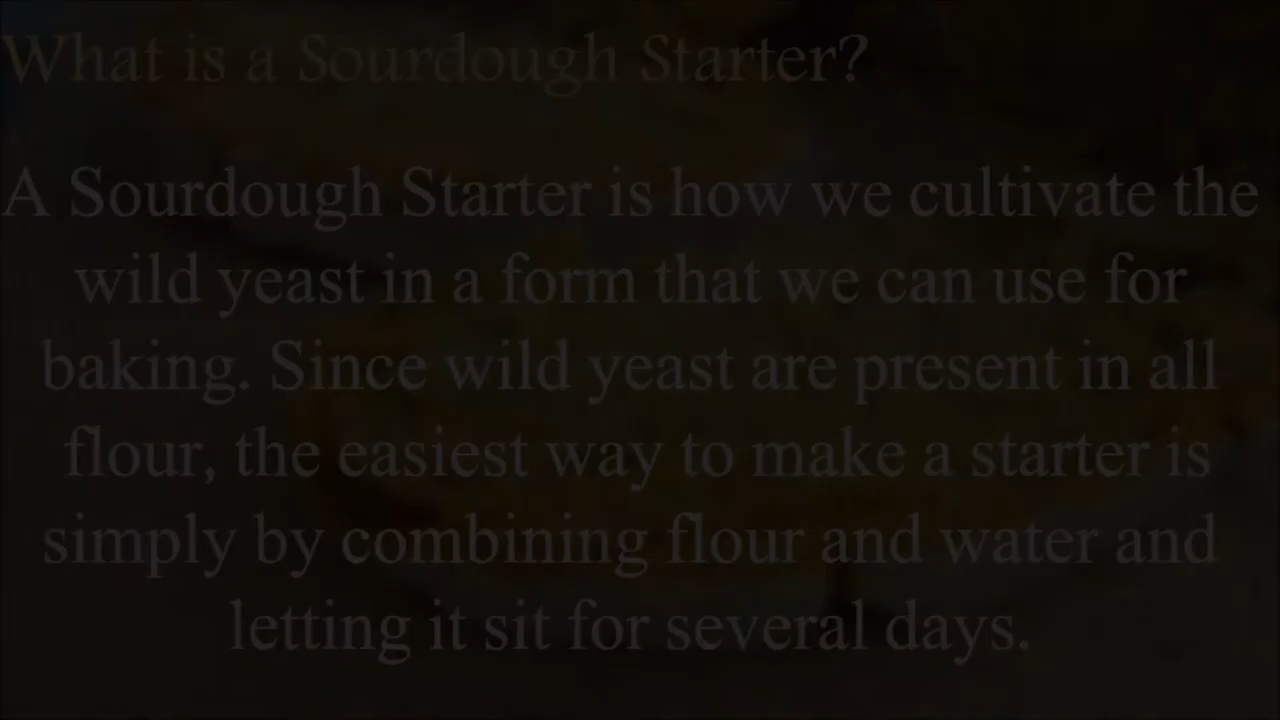 What is a Sourdough Starter?
A Sourdough Starter is how we cultivate the
wild yeast in a form that we can use for
baking. Since wild yeast are present in all
flour, the easiest way to make a starter is
simply by combining flour and water and
letting it sit for several days.